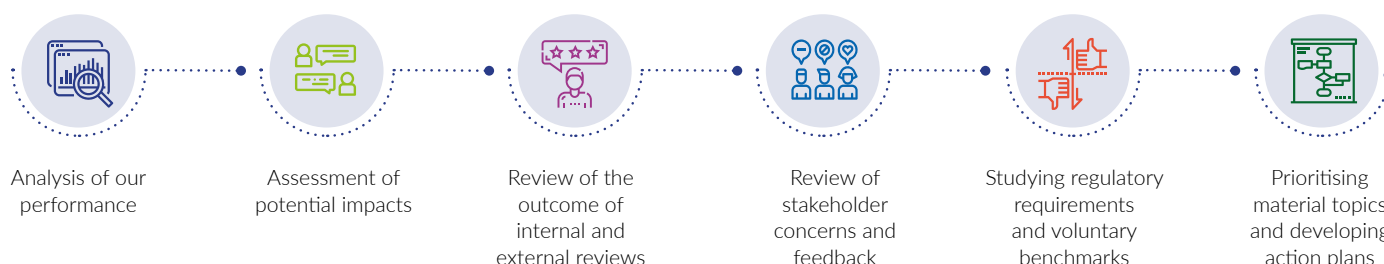 Analysis of our
performance
Assessment of
potential impacts
Review of the
outcome of
internal and
external reviews
Review of
stakeholder
concerns and
feedback
Studying regulatory
requirements
and voluntary
benchmarks
Prioritising
material topics
and developing
action plans